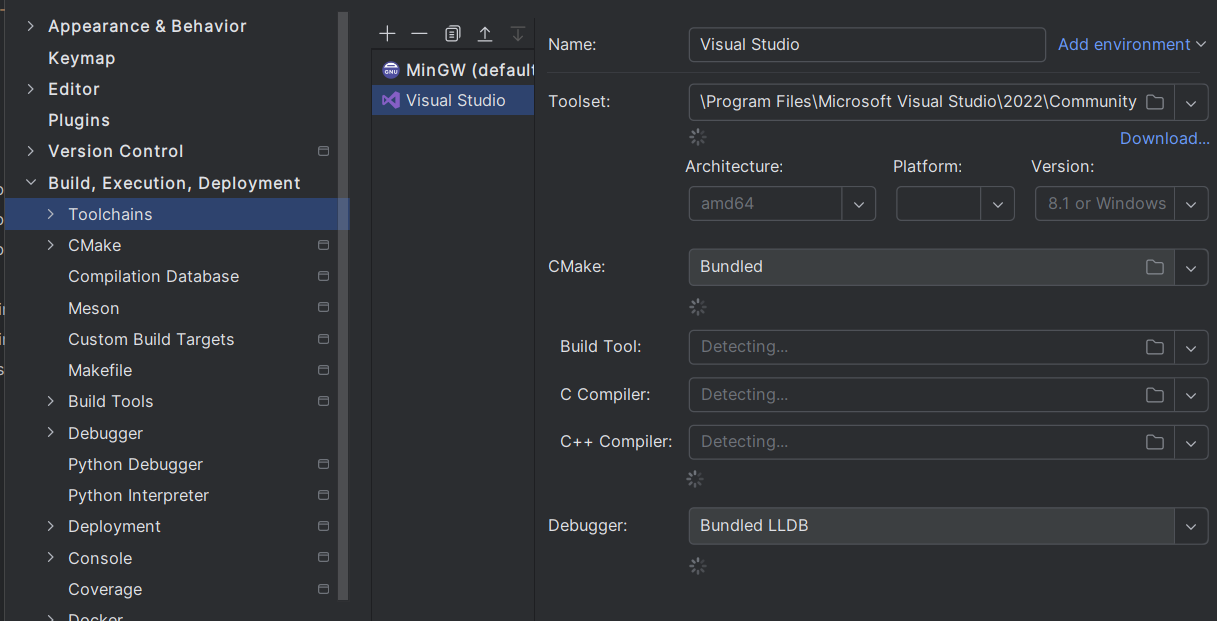 Appearance & Behavior
Keymap
Editor
Plugins
Version Control
Build, Execution, Deployment
Toolchains
CMake
Compilation Database
Meson
Custom Build Targets
Makefile
Build Tools
Debugger
Python Debugger
Python Interpreter
Deployment
Console
Coverage
Docker
GNU MinGW (default
Visual Studio
Name: Visual Studio Add environment
Toolset: \Program Files\Microsoft Visual Studio\2022\Community
Download...
Architecture: Platform: Version:
amd64 8.1 or Windows
CMake: Bundled
Build Tool: Detecting...
C Compiler: Detecting...
C++ Compiler: Detecting...
Debugger: Bundled LLDB